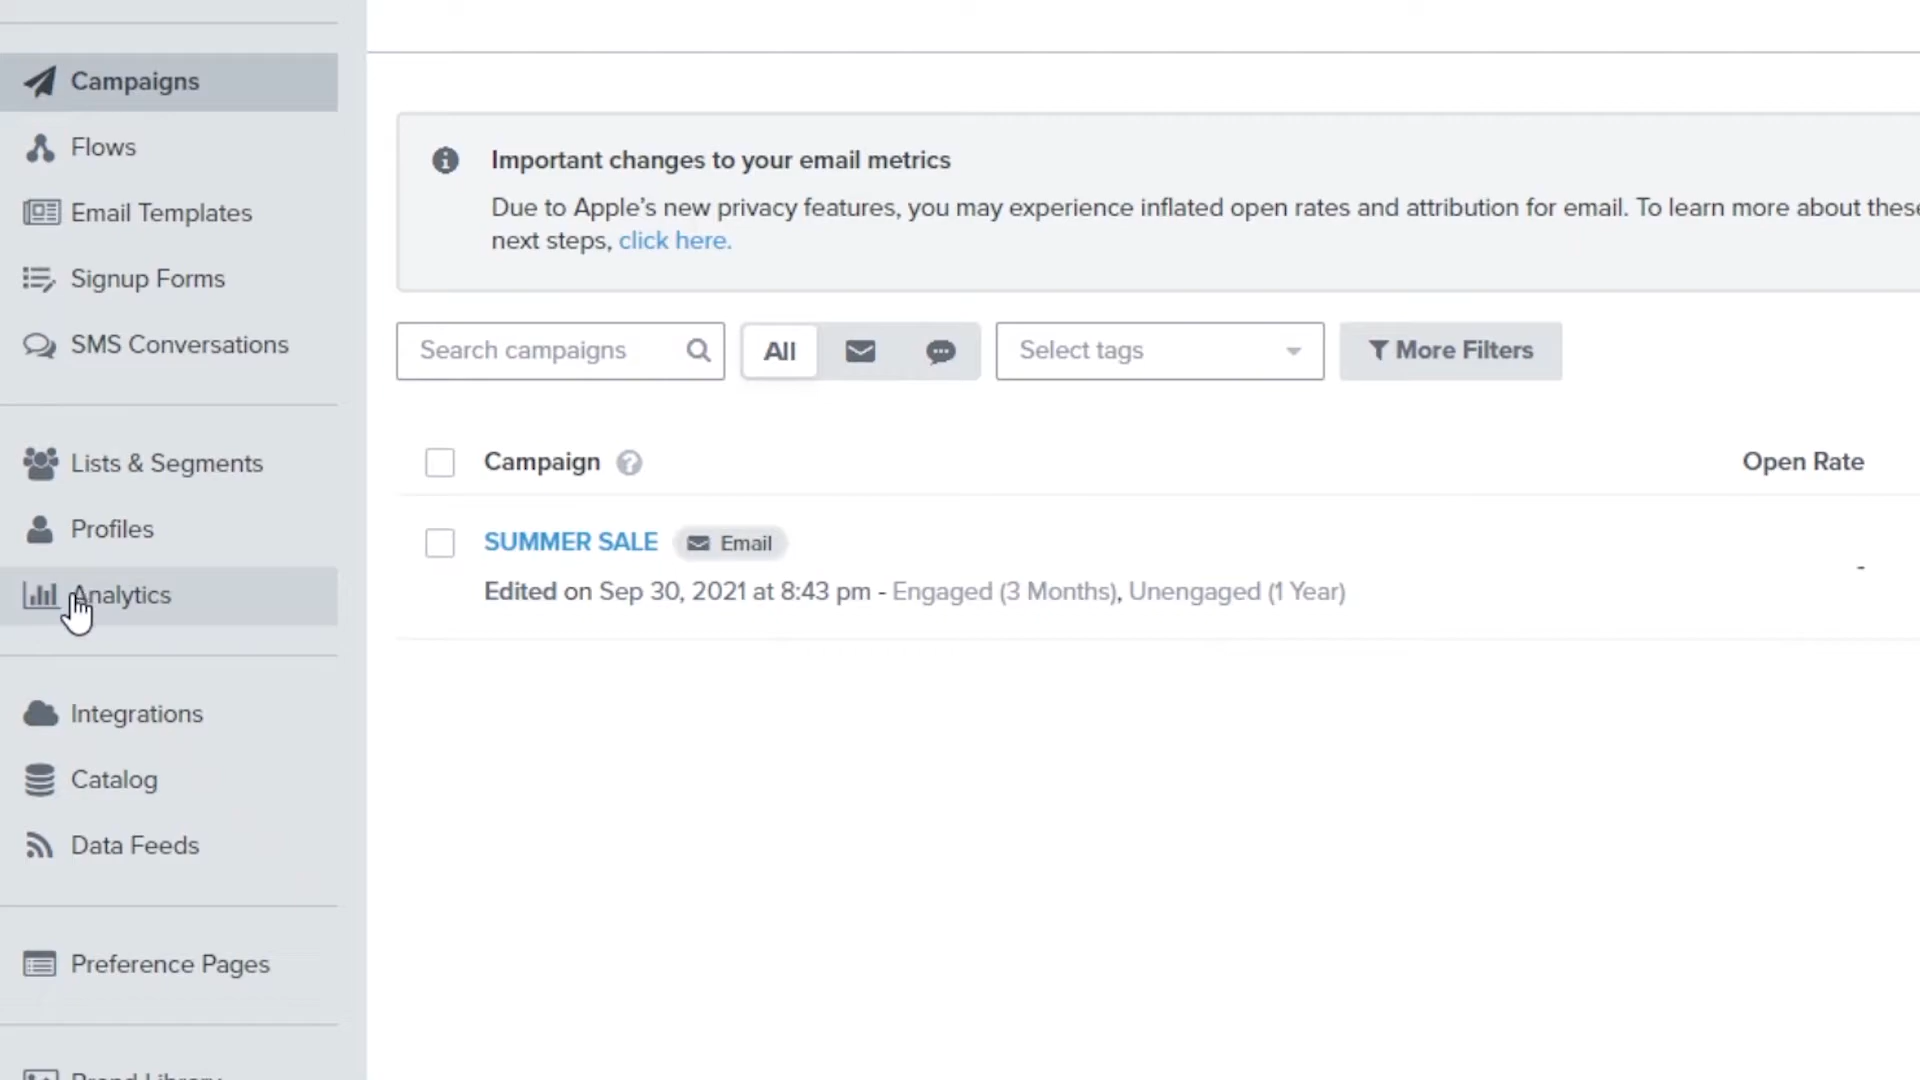 Campaigns
Flows
Email Templates
Signup Forms
SMS Conversations
Lists & Segments
Profiles
Analytics
Integrations
Catalog
Data Feeds
Preference Pages
Important changes to your email metrics
Due to Apple's new privacy features, you may experience inflated open rates and attribution for email. To learn more about
next steps, click here.
Search campaigns
All
Select tags
More Filters
Campaign
Open Rate
SUMMER SALE
Email
Edited on Sep 30, 2021 at 8:43 pm - Engaged (3 Months), Unengaged (1 Year)
-